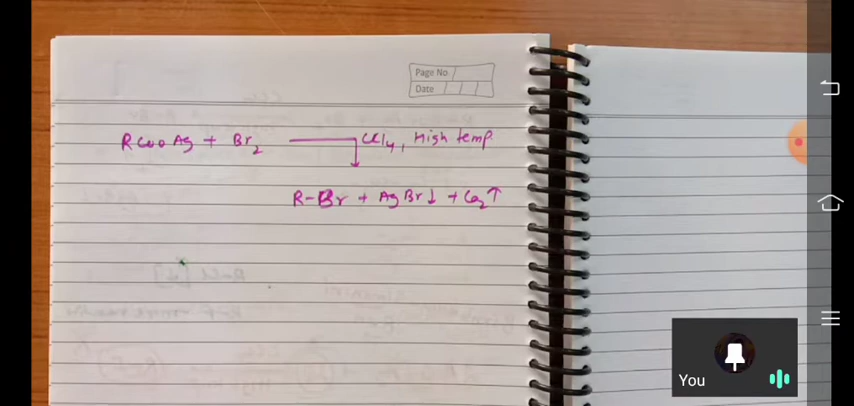 Page No.
Date
RCOOAg + Br2 → CCl4, High temp.
R-Br + AgBr↓ + CO2↑
You